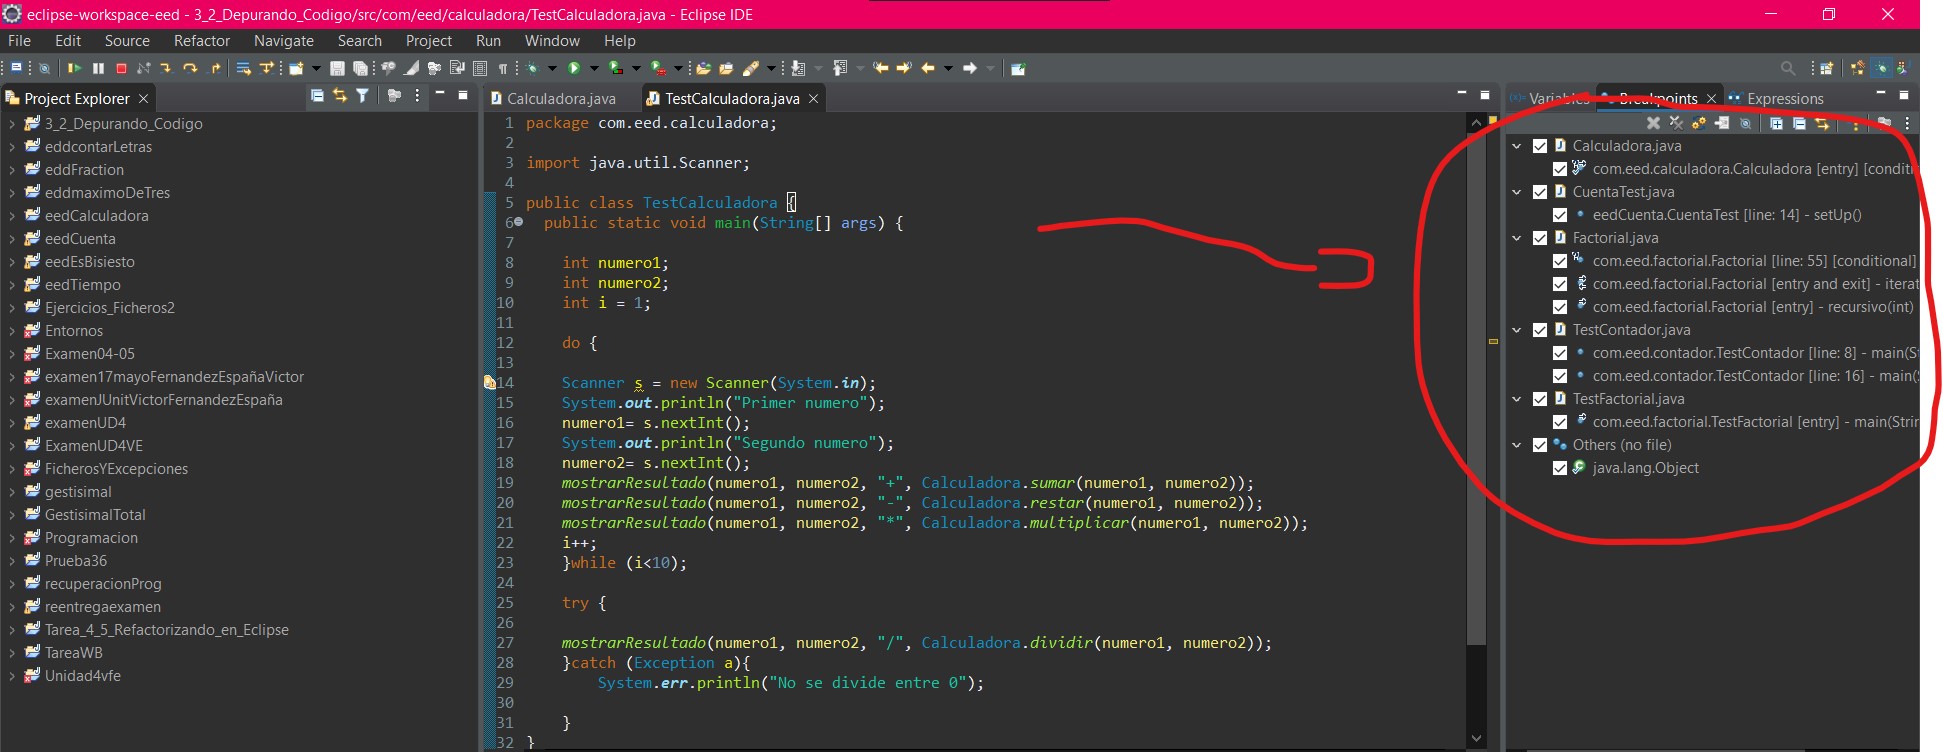 eclipse-workspace-eed - 3_2_Depurando_Codigo/src/com/eed/calculadora/TestCalculadora.java - Eclipse IDE
File Edit Source Refactor Navigate Search Project Run Window Help
Project Explorer
3_2_Depurando_Codigo
eddcontarLetras
eddFraction
eddmaximoDeTres
eedCalculadora
eedCuenta
eedEsBisiesto
eedTiempo
Ejercicios_Ficheros2
Entornos
Examen04-05
examen17mayoFernandezEspañaVictor
examenJUnitVictorFernandezEspaña
examenUD4
ExamenUD4VE
FicherosYExcepciones
gestisimal
GestisimalTotal
Programacion
Prueba36
recuperacionProg
reentregaexamen
Tarea_4_5_Refactorizando_en_Eclipse
TareaWB
Unidad4vfe
Calculadora.java TestCalculadora.java
1 package com.eed.calculadora;
2
3 import java.util.Scanner;
4
5 public class TestCalculadora {
6 public static void main(String[] args) {
7
8 int numero1;
9 int numero2;
10 int i = 1;
11
12 do {
13
14 Scanner s = new Scanner(System.in);
15 System.out.println("Primer numero");
16 numero1= s.nextInt();
17 System.out.println("Segundo numero");
18 numero2= s.nextInt();
19 mostrarResultado(numero1, numero2, "+", Calculadora.sumar(numero1, numero2));
20 mostrarResultado(numero1, numero2, "-", Calculadora.restar(numero1, numero2));
21 mostrarResultado(numero1, numero2, "*", Calculadora.multiplicar(numero1, numero2));
22 i++;
23 }while (i<10);
24
25 try {
26
27 mostrarResultado(numero1, numero2, "/", Calculadora.dividir(numero1, numero2));
28 }catch (Exception a){
29 System.err.println("No se divide entre 0");
30
31 }
32 }
Variables Breakpoints Expressions
Calculadora.java
com.eed.calculadora.Calculadora [entry] [conditi
CuentaTest.java
eedCuenta.CuentaTest [line: 14] - setUp()
Factorial.java
com.eed.factorial.Factorial [line: 55] [conditional]
com.eed.factorial.Factorial [entry and exit] - iterat
com.eed.factorial.Factorial [entry] - recursivo(int)
TestContador.java
com.eed.contador.TestContador [line: 8] - main(St
com.eed.contador.TestContador [line: 16] - main(S
TestFactorial.java
com.eed.factorial.TestFactorial [entry] - main(Strin
Others (no file)
java.lang.Object